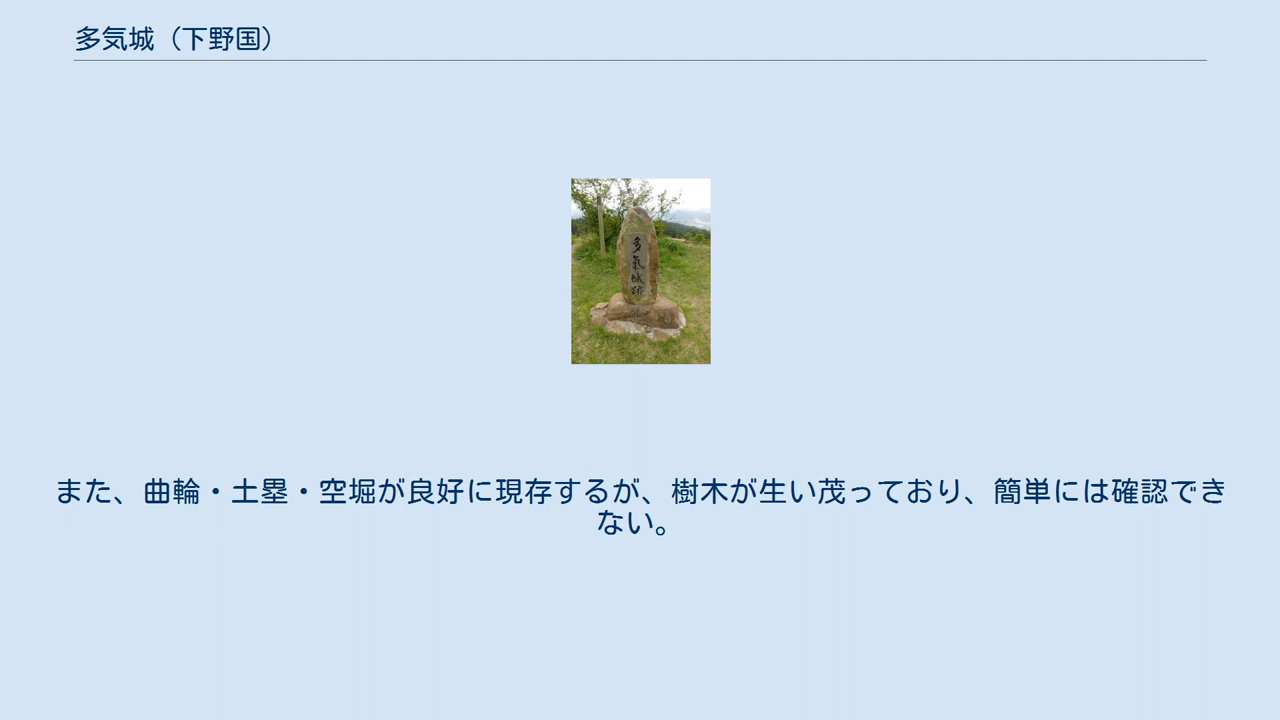 多気城（下野国）
多氣城跡
また、曲輪・土塁・空堀が良好に現存するが、樹木が生い茂っており、簡単には確認でき
ない。